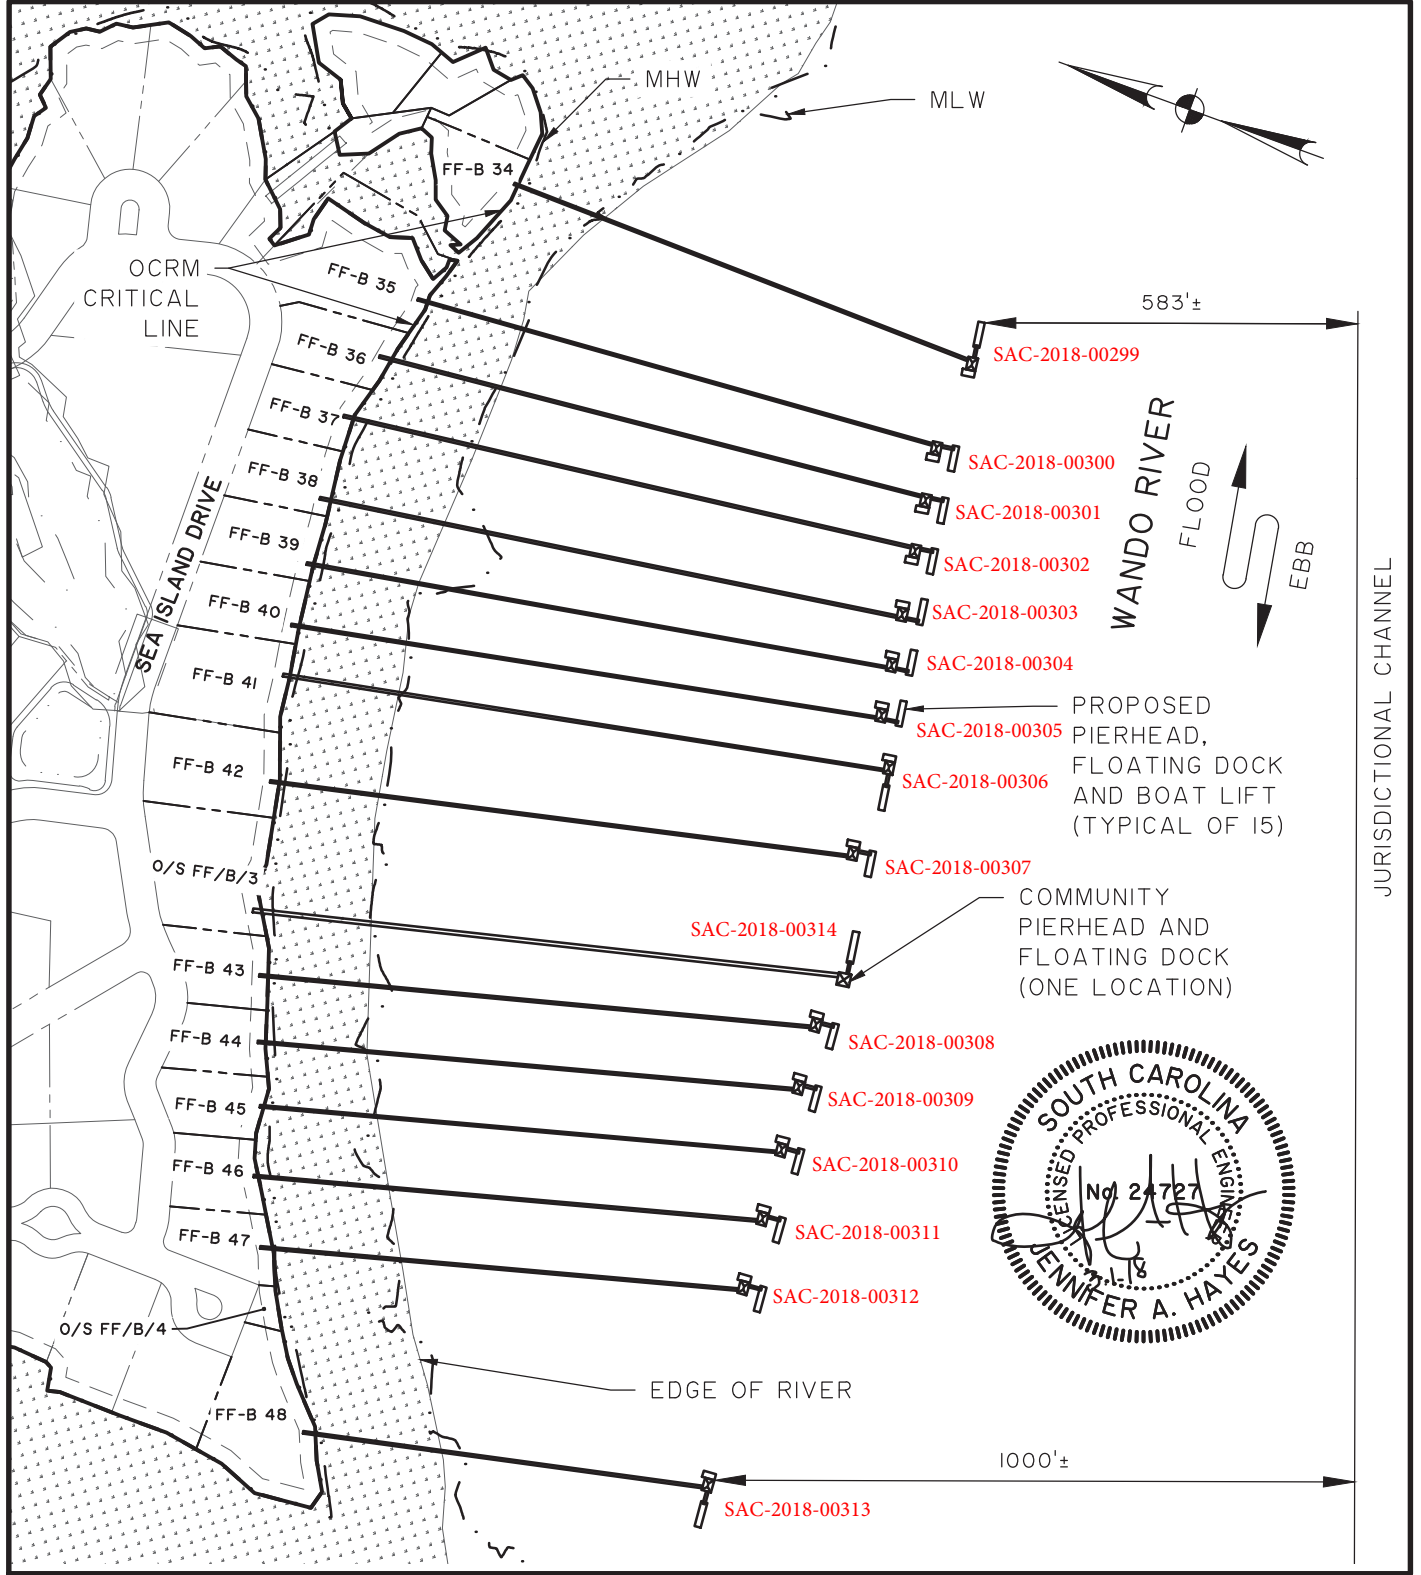 MHW
MLW
FF-B 34
OCRM
CRITICAL
LINE
FF-B 35
583'±
SAC-2018-00299
FF-B 36
FF-B 37
SAC-2018-00300
FF-B 38
SAC-2018-00301
WANDO RIVER
FLOOD
EBB
JURISDICTIONAL CHANNEL
SEA ISLAND DRIVE
FF-B 39
SAC-2018-00302
FF-B 40
SAC-2018-00303
FF-B 41
SAC-2018-00304
SAC-2018-00305
PROPOSED
PIERHEAD,
FLOATING DOCK
AND BOAT LIFT
(TYPICAL OF 15)
FF-B 42
SAC-2018-00306
O/S FF/B/3
SAC-2018-00307
COMMUNITY
PIERHEAD AND
FLOATING DOCK
(ONE LOCATION)
SAC-2018-00314
FF-B 43
FF-B 44
SAC-2018-00308
FF-B 45
SAC-2018-00309
FF-B 46
SAC-2018-00310
FF-B 47
SAC-2018-00311
SAC-2018-00312
SOUTH CAROLINA
PROFESSIONAL
No. 24727
JENNIFER A. HAYES
O/S FF/B/4
EDGE OF RIVER
FF-B 48
1000'±
SAC-2018-00313